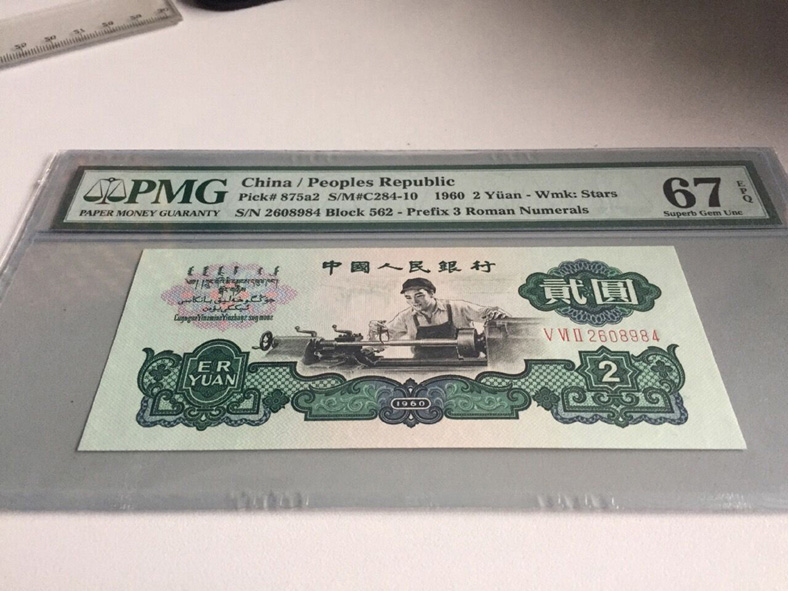 PMG
PAPER MONEY GUARANTY
China / Peoples Republic
Pick# 875a2 S/M#C284-10 1960 2 Yüan - Wmk: Stars
S/N 2608984 Block 562 - Prefix 3 Roman Numerals
67 EPQ
Superb Gem Unc
中國人民銀行
貳圓
V VI II 2608984
ER
YUAN
1960
2